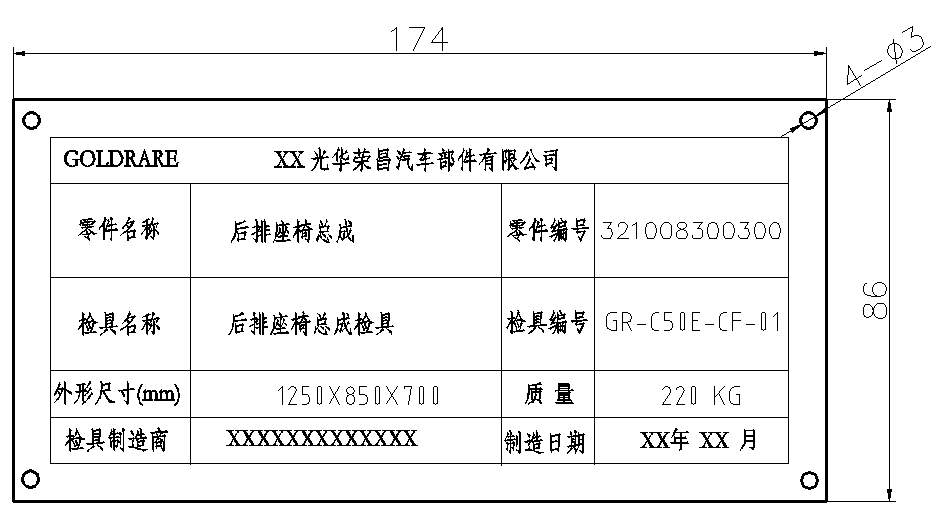 174
4-ø3
GOLDRARE XX光华荣昌汽车部件有限公司
零件名称 后排座椅总成 零件编号 321008300300
86
检具名称 后排座椅总成检具 检具编号 GR-C50E-CF-01
外形尺寸(mm) 1250X850X700 质 量 220 KG
检具制造商 XXXXXXXXXXXXX 制造日期 XX年 XX 月